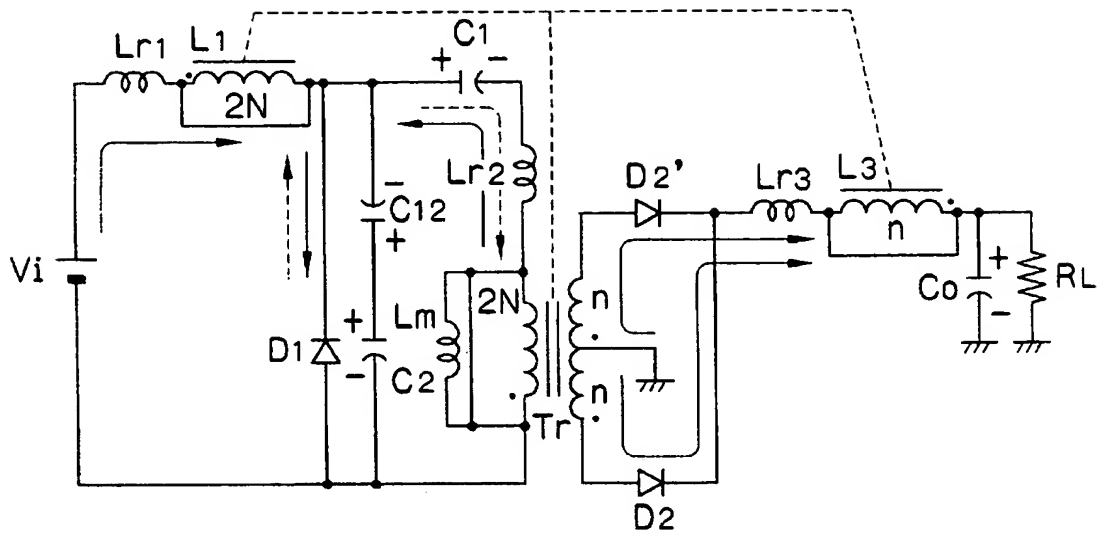 Lr1
L1
2N
C1
+ -
Lr2
-
C12
+
D2'
Lr3
L3
n
Vi
D1
+
C2
-
Lm
2N
n
n
Tr
Co
+
-
RL
D2